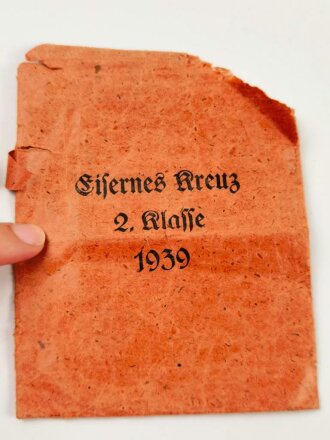 Eisernes Kreuz
2. Klasse
1939